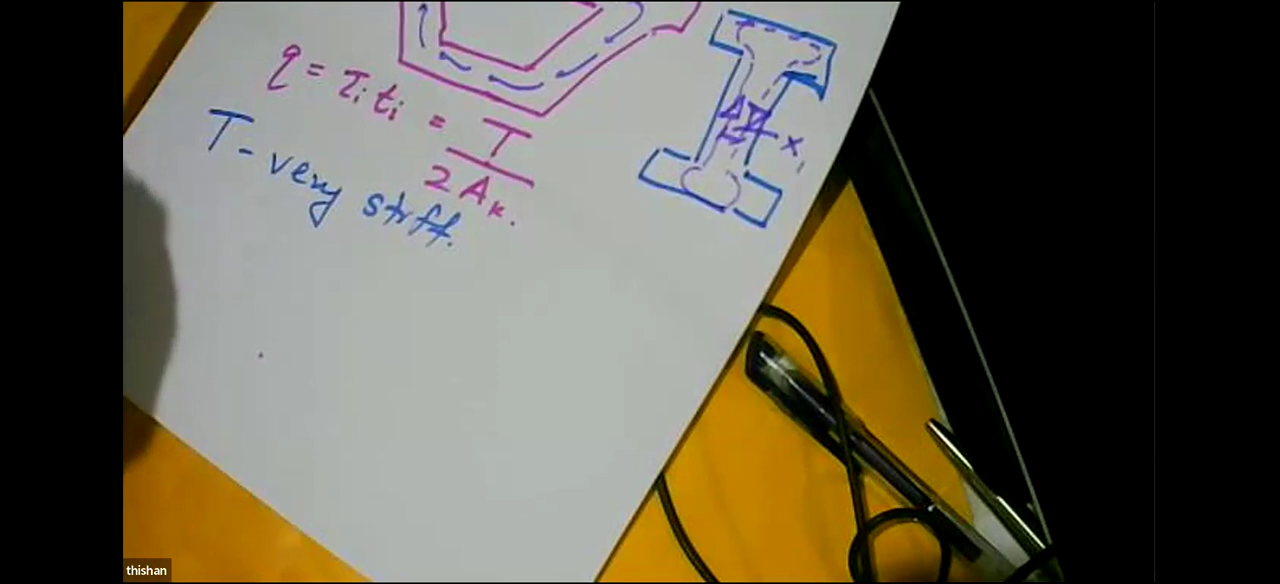 q = τᵢ tᵢ = T / 2Aₖ.
T - very stiff.
x
thishan